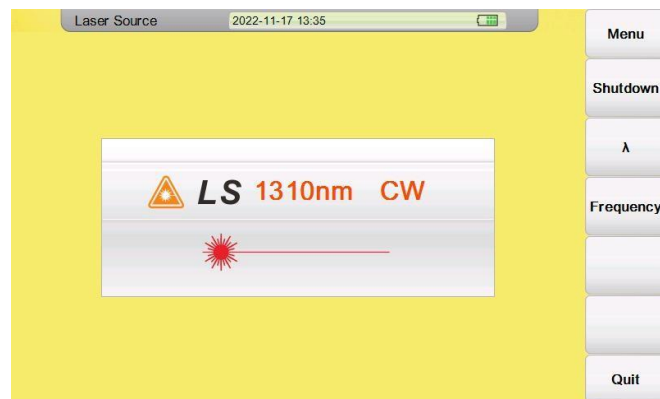 Laser Source 2022-11-17 13:35
Menu
Shutdown
λ
LS 1310nm CW
Frequency
Quit